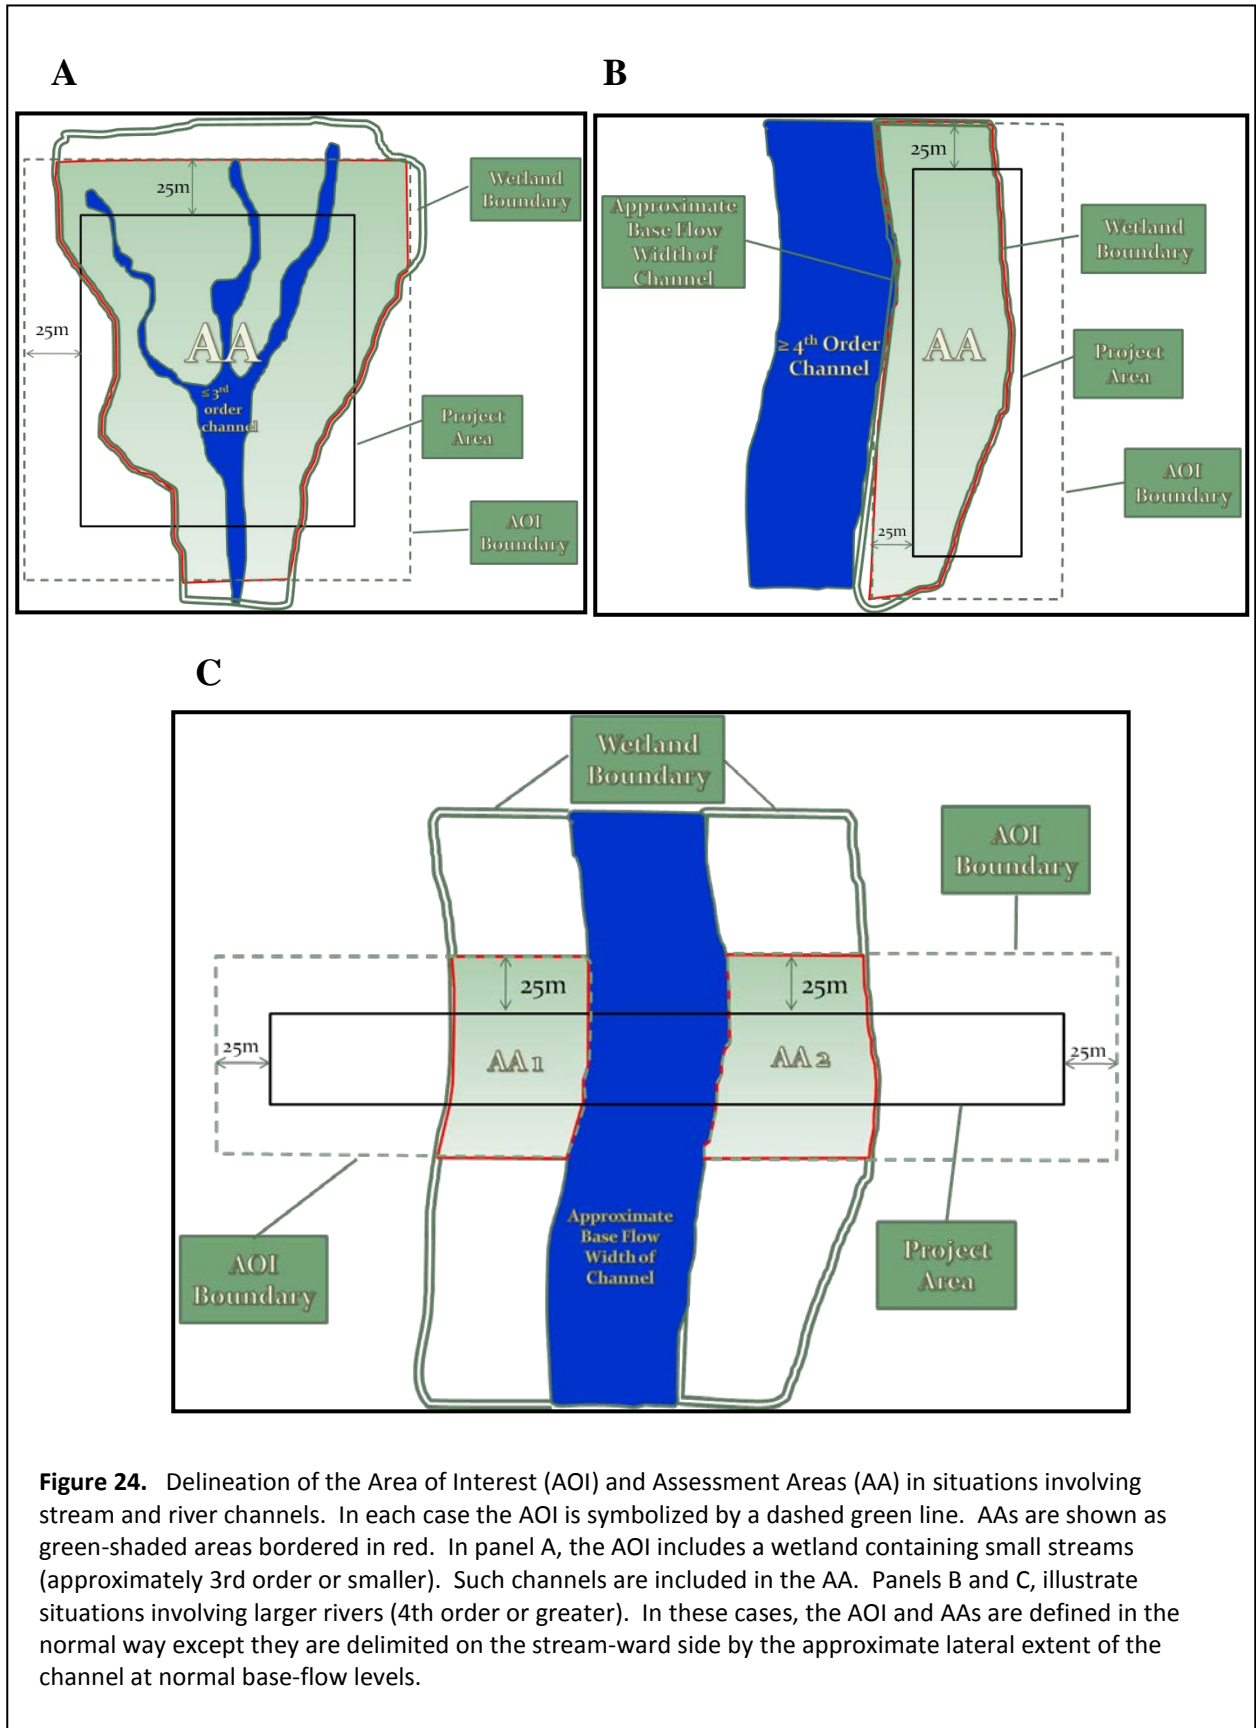 A
25m
Wetland
Boundary
25m
AA
≤ 3rd
order
channel
Project
Area
AOI
Boundary
B
25m
Approximate
Base Flow
Width of
Channel
Wetland
Boundary
≥ 4th Order
Channel
AA
Project
Area
AOI
Boundary
25m
C
Wetland
Boundary
AOI
Boundary
25m
25m
25m
AA 1
AA 2
25m
Approximate
Base Flow
Width of
Channel
AOI
Boundary
Project
Area
Figure 24. Delineation of the Area of Interest (AOI) and Assessment Areas (AA) in situations involving
stream and river channels. In each case the AOI is symbolized by a dashed green line. AAs are shown as
green-shaded areas bordered in red. In panel A, the AOI includes a wetland containing small streams
(approximately 3rd order or smaller). Such channels are included in the AA. Panels B and C, illustrate
situations involving larger rivers (4th order or greater). In these cases, the AOI and AAs are defined in the
normal way except they are delimited on the stream-ward side by the approximate lateral extent of the
channel at normal base-flow levels.